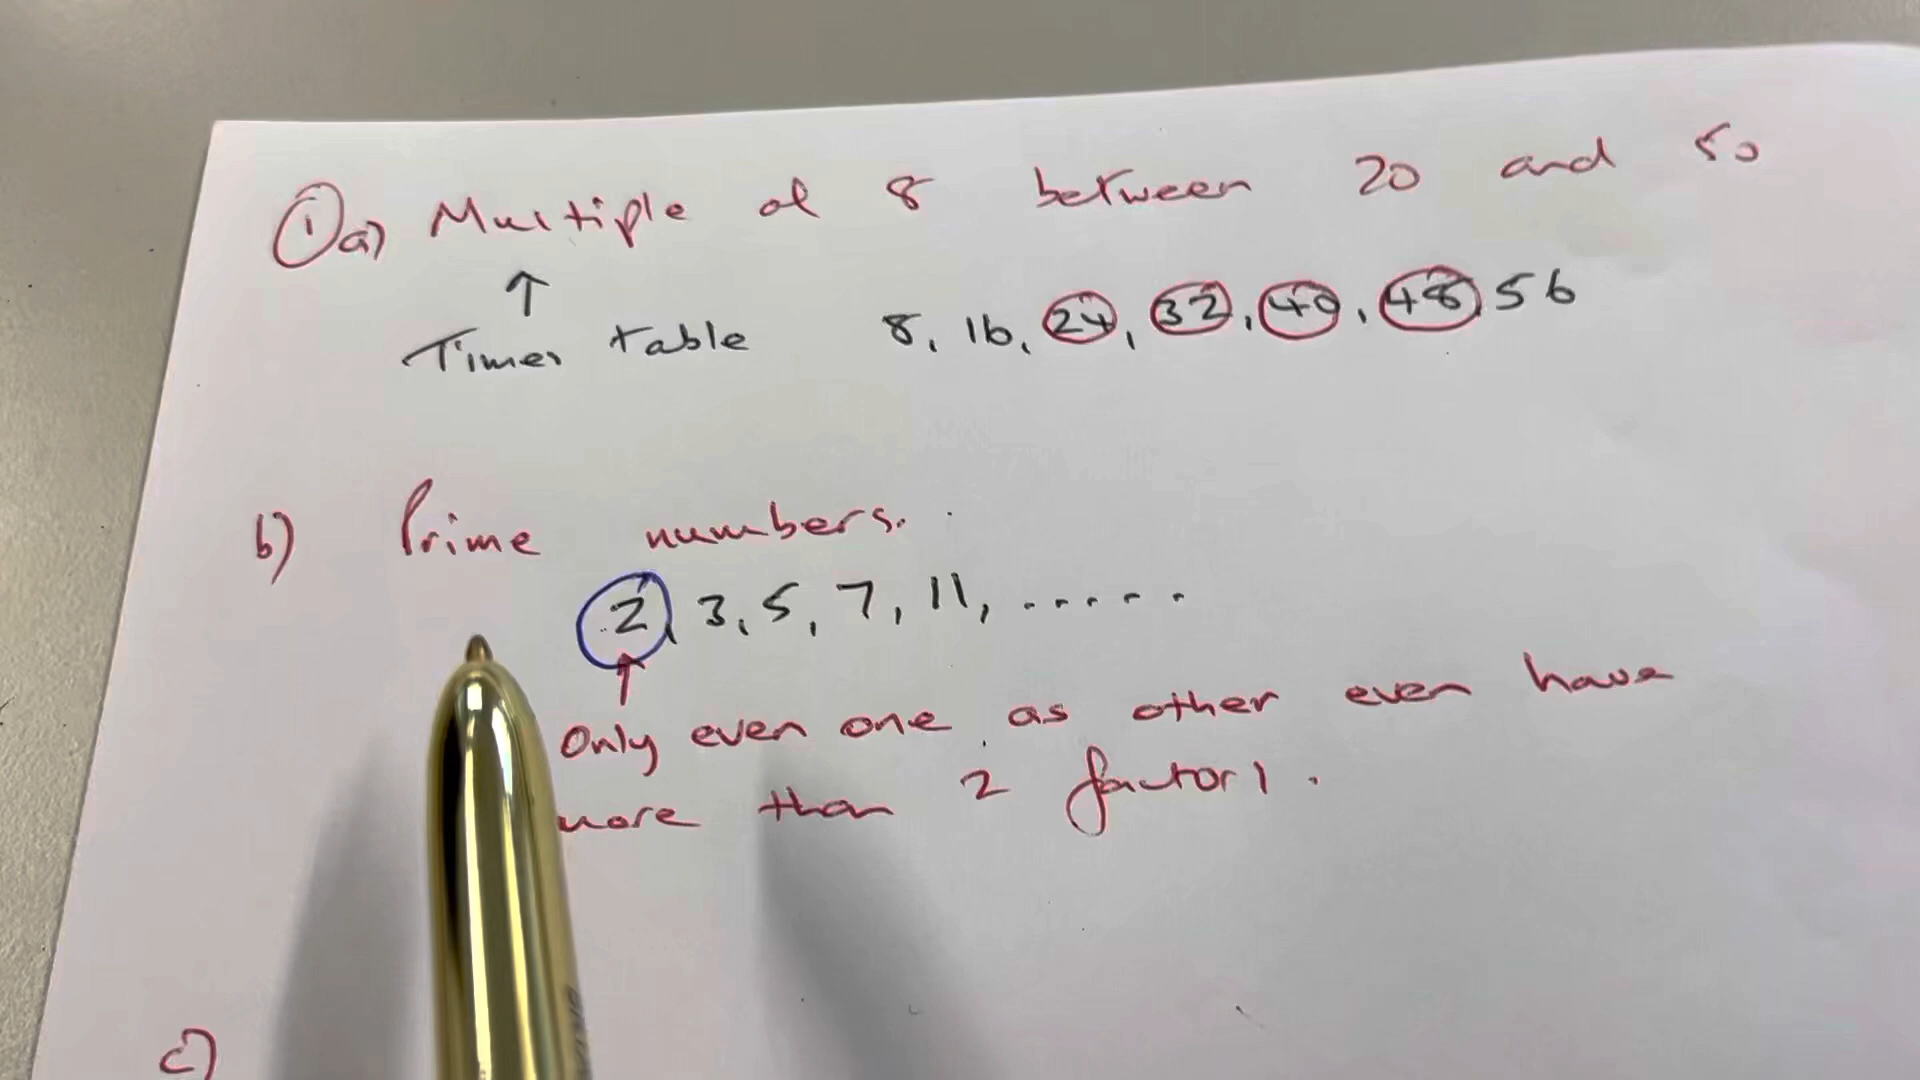 ① a) Multiple of 8 between 20 and 50
↑
Times table 8, 16, 24, 32, 40, 48, 56
b) Prime numbers.
2, 3, 5, 7, 11, .....
↑
Only even one as other even have
more than 2 factors.
c)